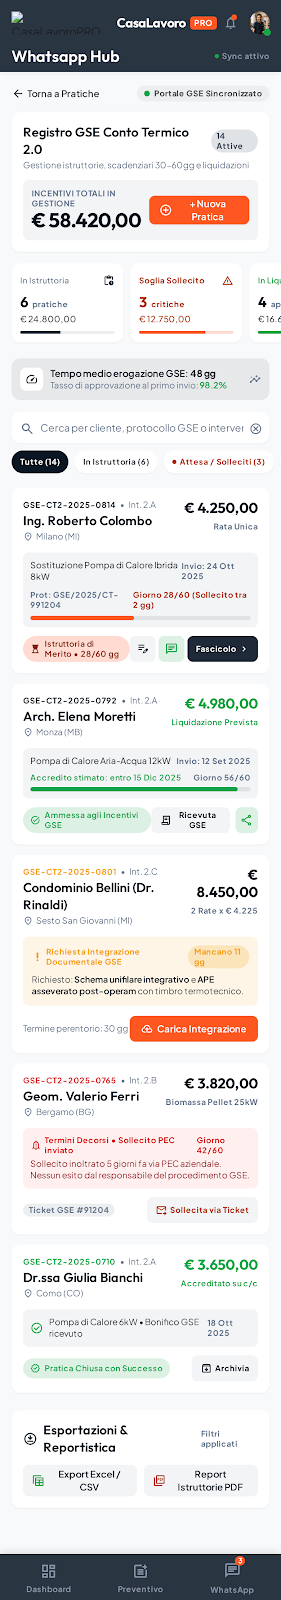 Logo
CasaLavoroPRO
CasaLavoro PRO
Whatsapp Hub
Sync attivo
Torna a Pratiche
Portale GSE Sincronizzato
Registro GSE Conto Termico 2.0
14 Attive
Gestione istruttorie, scadenziari 30-60gg e liquidazioni
INCENTIVI TOTALI IN GESTIONE
€ 58.420,00
+ Nuova Pratica
In Istruttoria
6 pratiche
€ 24.800,00
Soglia Sollecito
3 critiche
€ 12.750,00
In Liqu
4 ap
€ 16.6
Tempo medio erogazione GSE: 48 gg
Tasso di approvazione al primo invio: 98.2%
Cerca per cliente, protocollo GSE o interver
Tutte (14)
In Istruttoria (6)
Attesa / Solleciti (3)
GSE-CT2-2025-0814 • Int. 2.A
€ 4.250,00
Ing. Roberto Colombo
Rata Unica
Milano (MI)
Sostituzione Pompa di Calore Ibrida 8kW
Invio: 24 Ott 2025
Prot: GSE/2025/CT-991204
Giorno 28/60 (Sollecito tra 2 gg)
Istruttoria di Merito • 28/60 gg
Fascicolo
GSE-CT2-2025-0792 • Int. 2.A
€ 4.980,00
Arch. Elena Moretti
Liquidazione Prevista
Monza (MB)
Pompa di Calore Aria-Acqua 12kW
Invio: 12 Set 2025
Accredito stimato: entro 15 Dic 2025
Giorno 56/60
Ammessa agli Incentivi GSE
Ricevuta GSE
GSE-CT2-2025-0801 • Int. 2.C
€ 8.450,00
Condominio Bellini (Dr. Rinaldi)
2 Rate x € 4.225
Sesto San Giovanni (MI)
Richiesta Integrazione Documentale GSE
Mancano 11 gg
Richiesto: Schema unifilare integrativo e APE asseverato post-operam con timbro termotecnico.
Termine perentorio: 30 gg
Carica Integrazione
GSE-CT2-2025-0765 • Int. 2.B
€ 3.820,00
Geom. Valerio Ferri
Biomassa Pellet 25kW
Bergamo (BG)
Termini Decorsi • Sollecito PEC inviato
Giorno 42/60
Sollecito inoltrato 5 giorni fa via PEC aziendale. Nessun esito dal responsabile del procedimento GSE.
Ticket GSE #91204
Sollecita via Ticket
GSE-CT2-2025-0710 • Int. 2.A
€ 3.650,00
Dr.ssa Giulia Bianchi
Accreditato su c/c
Como (CO)
Pompa di Calore 6kW • Bonifico GSE ricevuto
18 Ott 2025
Pratica Chiusa con Successo
Archivia
Esportazioni & Reportistica
Filtri applicati
Export Excel / CSV
Report Istruttorie PDF
Dashboard
Preventivo
3
WhatsApp